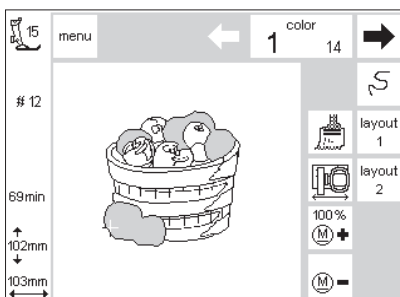 15
menu
color
1 14
# 12
layout
1
layout
2
69min
100%
102mm
M +
103mm
M -